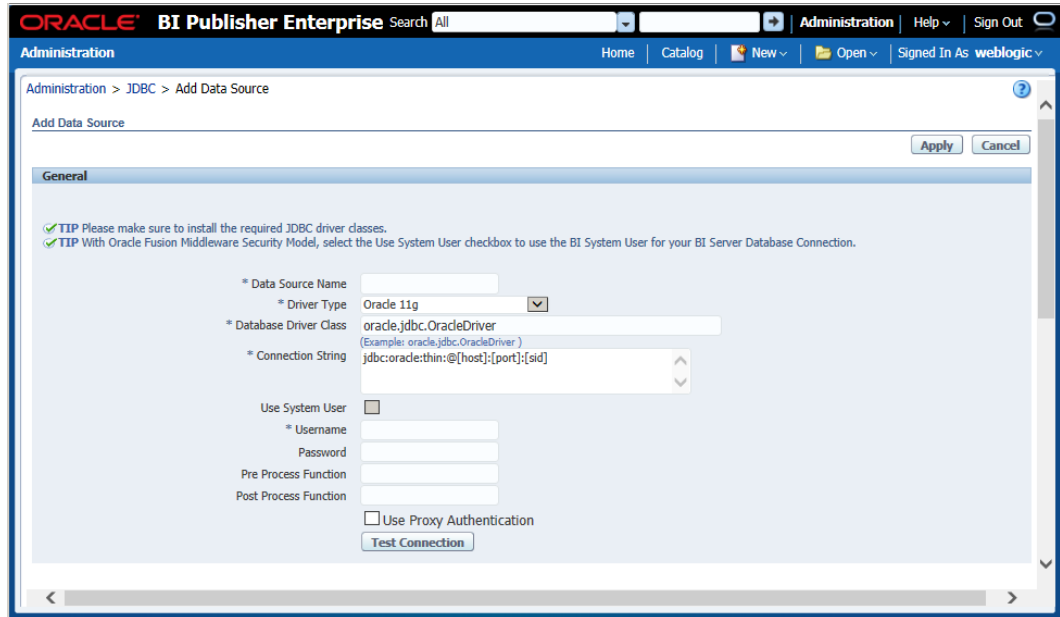 ORACLE BI Publisher Enterprise Search All Administration Help Sign Out
Administration Home Catalog New Open Signed In As weblogic
Administration > JDBC > Add Data Source
Add Data Source
Apply Cancel
General
TIP Please make sure to install the required JDBC driver classes.
TIP With Oracle Fusion Middleware Security Model, select the Use System User checkbox to use the BI System User for your BI Server Database Connection.
* Data Source Name
* Driver Type Oracle 11g
* Database Driver Class oracle.jdbc.OracleDriver
(Example: oracle.jdbc.OracleDriver )
* Connection String jdbc:oracle:thin:@[host]:[port]:[sid]
Use System User
* Username
Password
Pre Process Function
Post Process Function
Use Proxy Authentication
Test Connection